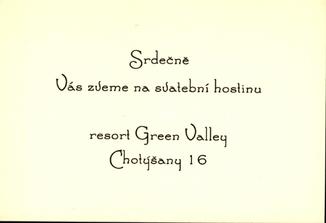 Srdečně
Vás zveme na svatební hostinu
resort Green Valley
Chotýšany 16